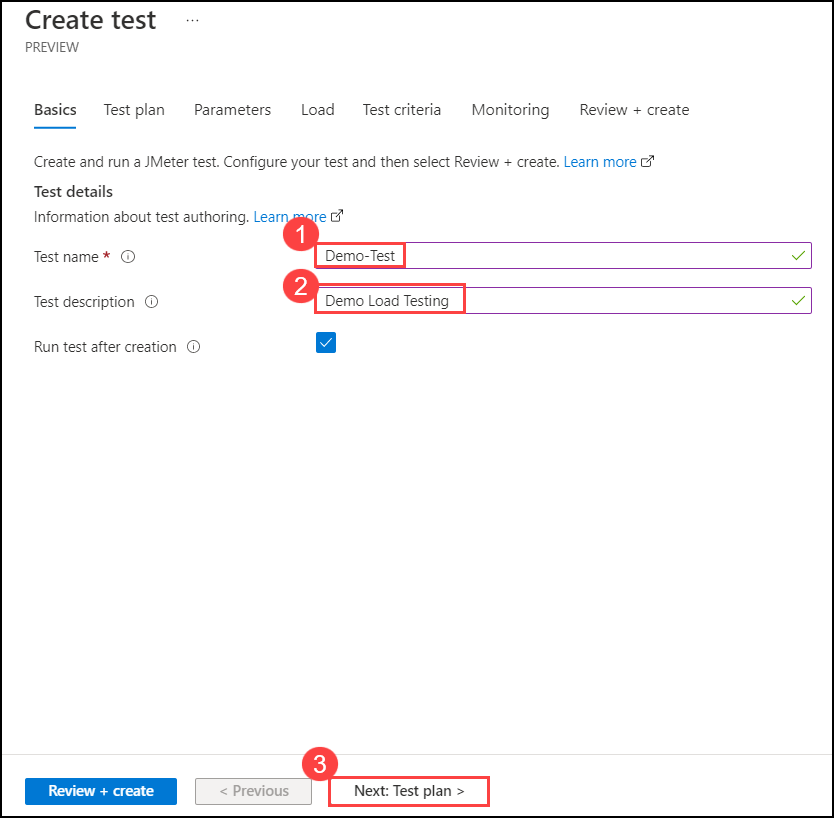 Create test ...
PREVIEW
Basics Test plan Parameters Load Test criteria Monitoring Review + create
Create and run a JMeter test. Configure your test and then select Review + create. Learn more
Test details
Information about test authoring. Learn more
1
Test name * Demo-Test
2
Test description Demo Load Testing
Run test after creation
3
Review + create < Previous Next: Test plan >